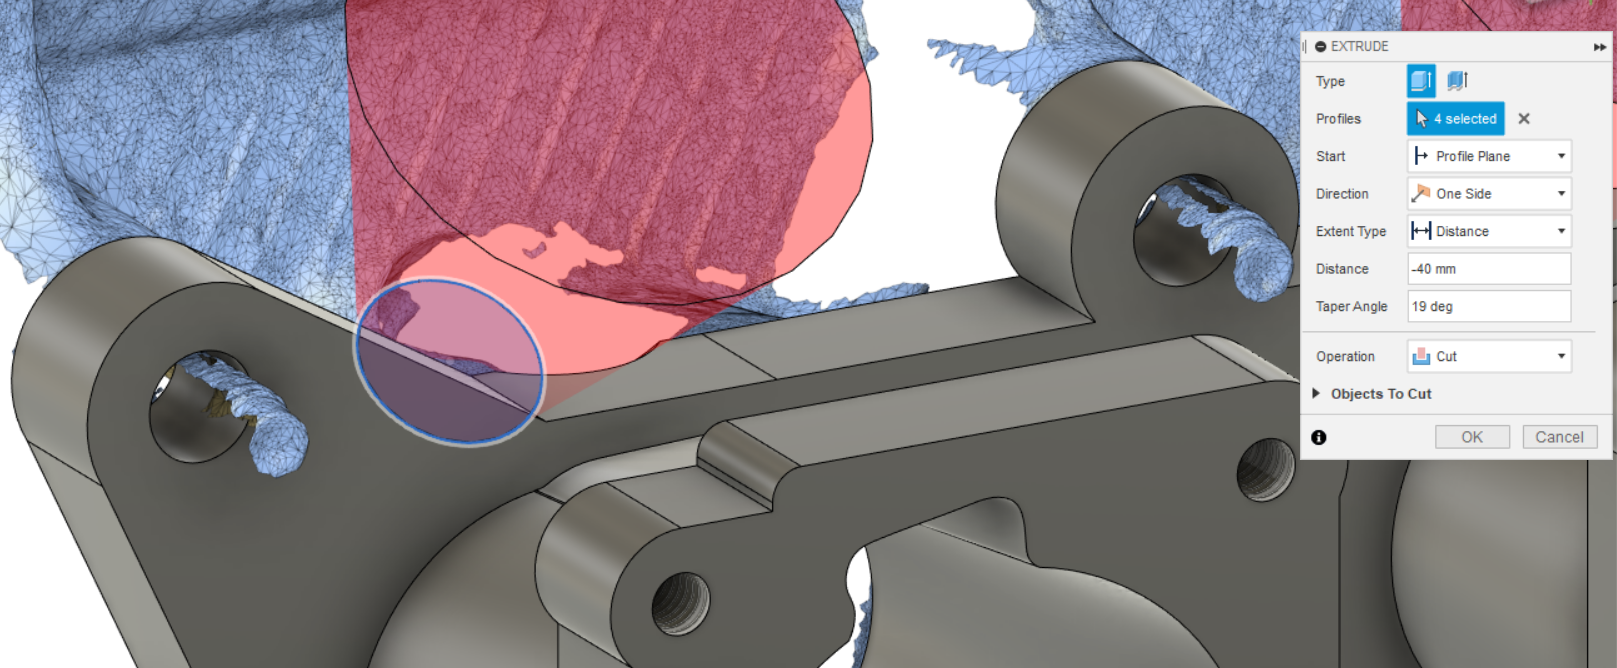 EXTRUDE
Type
Profiles 4 selected
Start Profile Plane
Direction One Side
Extent Type Distance
Distance -40 mm
Taper Angle 19 deg
Operation Cut
Objects To Cut
OK Cancel